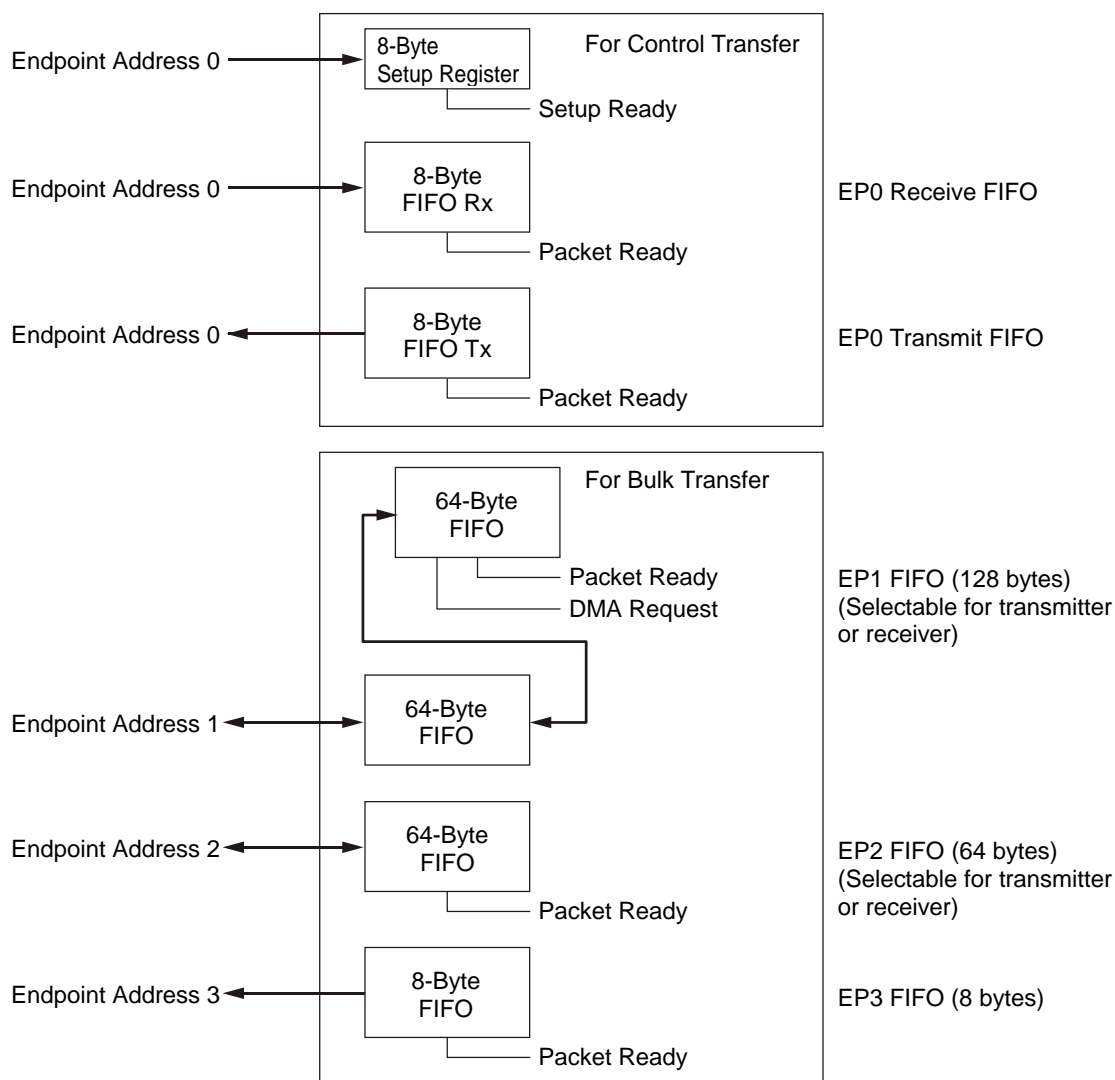 For Control Transfer
Endpoint Address 0
8-Byte
Setup Register
Setup Ready
Endpoint Address 0
8-Byte
FIFO Rx
EP0 Receive FIFO
Packet Ready
Endpoint Address 0
8-Byte
FIFO Tx
EP0 Transmit FIFO
Packet Ready
For Bulk Transfer
64-Byte
FIFO
Packet Ready
DMA Request
EP1 FIFO (128 bytes)
(Selectable for transmitter
or receiver)
Endpoint Address 1
64-Byte
FIFO
Endpoint Address 2
64-Byte
FIFO
Packet Ready
EP2 FIFO (64 bytes)
(Selectable for transmitter
or receiver)
Endpoint Address 3
8-Byte
FIFO
EP3 FIFO (8 bytes)
Packet Ready